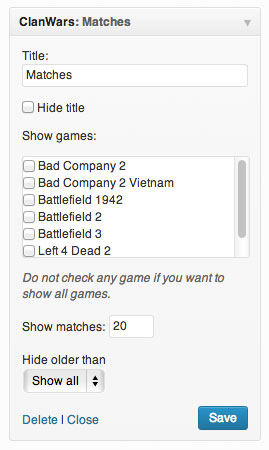 ClanWars: Matches
Title:
Matches
Hide title
Show games:
Bad Company 2
Bad Company 2 Vietnam
Battlefield 1942
Battlefield 2
Battlefield 3
Left 4 Dead 2
Do not check any game if you want to
show all games.
Show matches: 20
Hide older than
Show all
Delete | Close Save